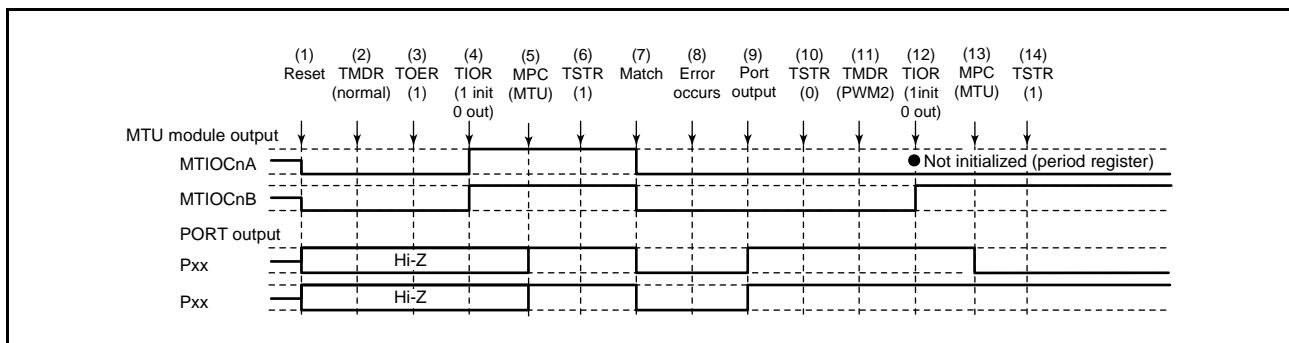 (1) (2) (3) (4) (5) (6) (7) (8) (9) (10) (11) (12) (13) (14)
Reset TMDR TOER TIOR MPC TSTR Match Error Port TSTR TMDR TIOR MPC TSTR
(normal) (1) (1 init (MTU) (1) occurs output (0) (PWM2) (1init (MTU) (1)
0 out) 0 out)
MTU module output
MTIOCnA
Not initialized (period register)
MTIOCnB
PORT output
Pxx
Hi-Z
Pxx
Hi-Z